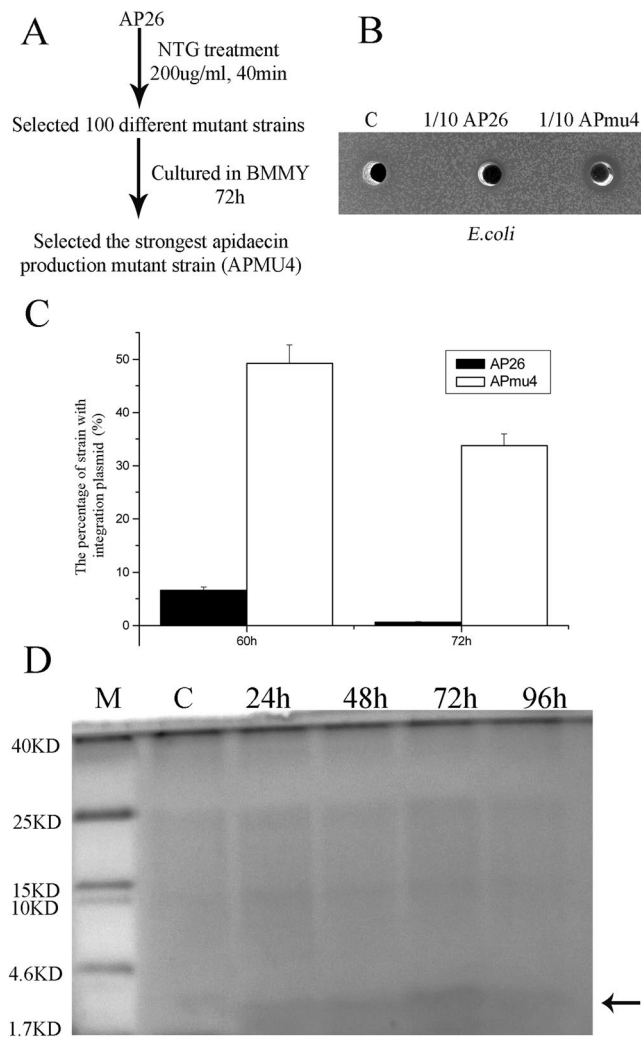 A
AP26
NTG treatment
200ug/ml, 40min
Selected 100 different mutant strains
Cultured in BMMY
72h
Selected the strongest apidaecin
production mutant strain (APMU4)
B
C 1/10 AP26 1/10 APmu4
E.coli
C
The percentage of strain with
integration plasmid (%)
50
40
30
20
10
0
AP26
APmu4
60h 72h
D
M C 24h 48h 72h 96h
40KD
25KD
15KD
10KD
4.6KD
1.7KD